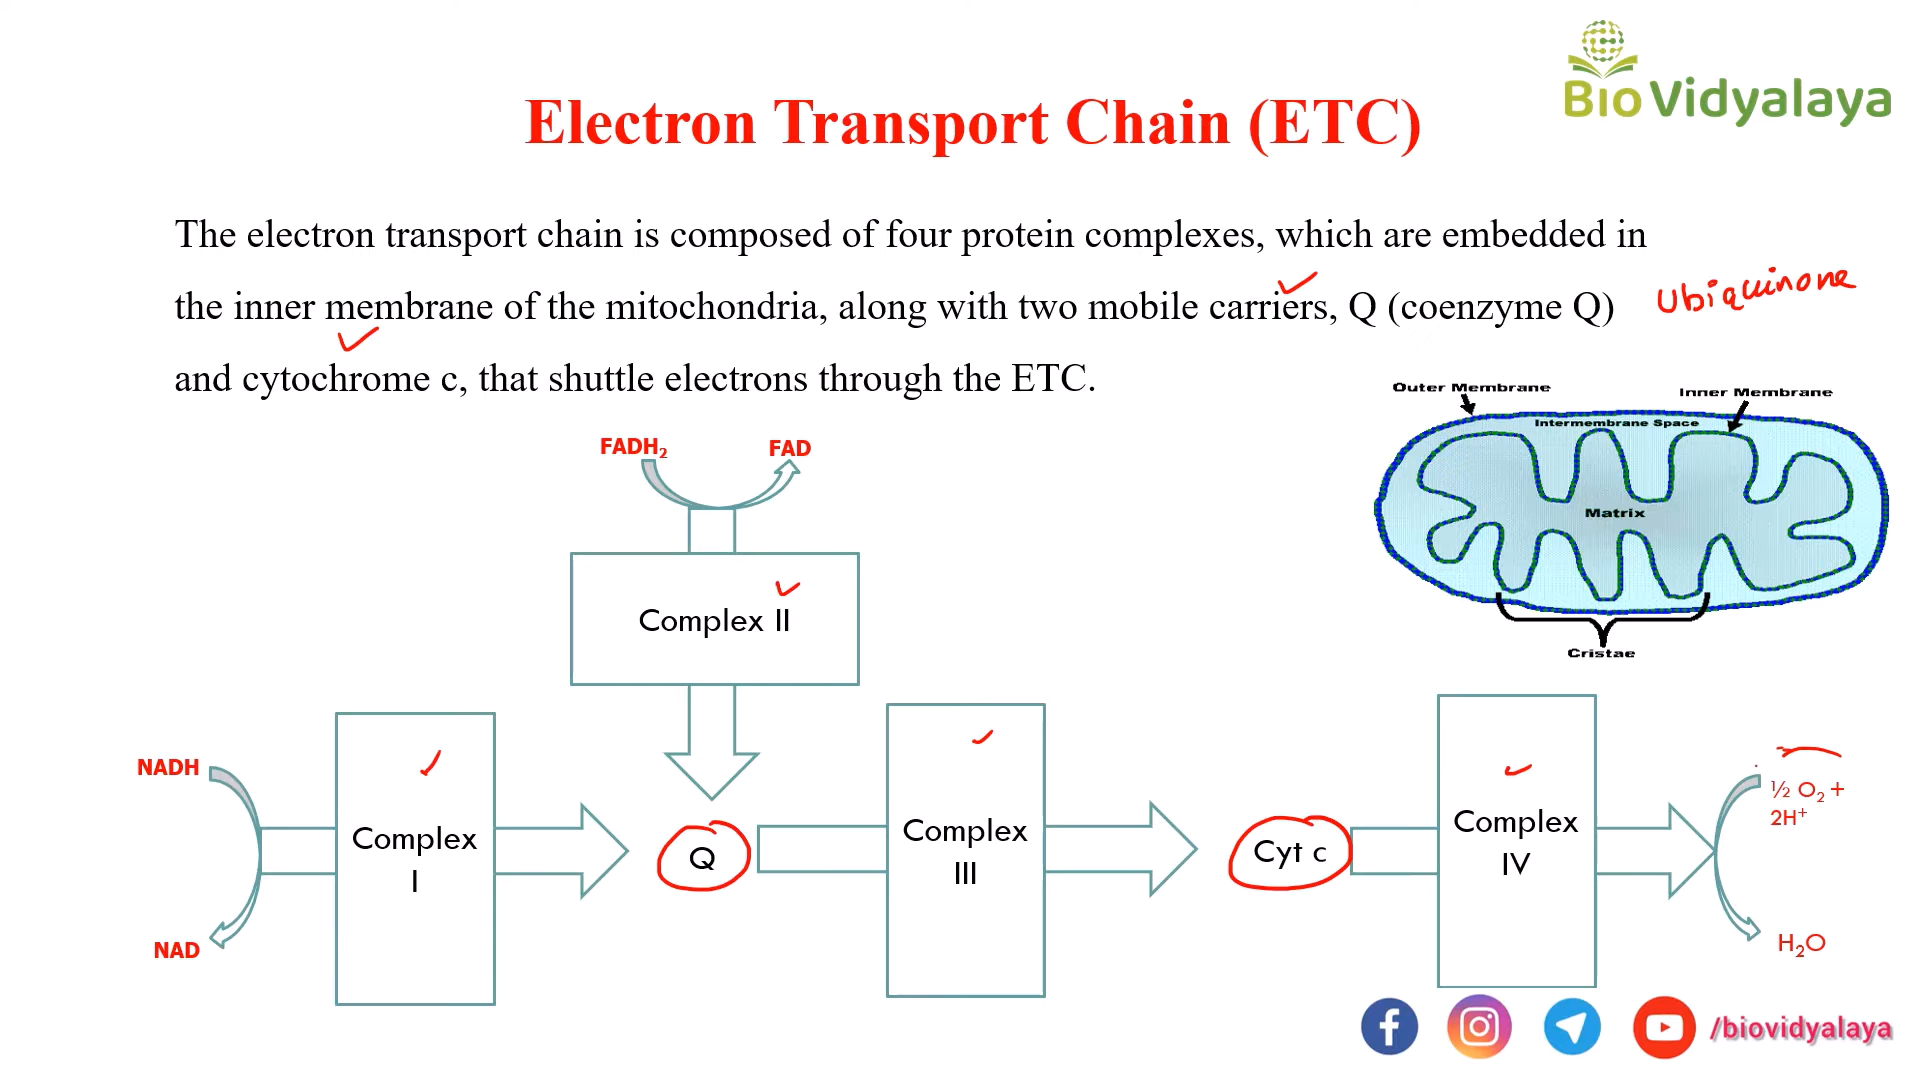 Bio Vidyalaya
Electron Transport Chain (ETC)
The electron transport chain is composed of four protein complexes, which are embedded in
the inner membrane of the mitochondria, along with two mobile carriers, Q (coenzyme Q)
Ubiquinone
and cytochrome c, that shuttle electrons through the ETC.
Outer Membrane
Inner Membrane
Intermembrane Space
Matrix
Cristae
FADH₂
FAD
Complex II
NADH
NAD
Complex
I
Q
Complex
III
Cyt c
Complex
IV
½ O₂ +
2H⁺
H₂O
/biovidyalaya